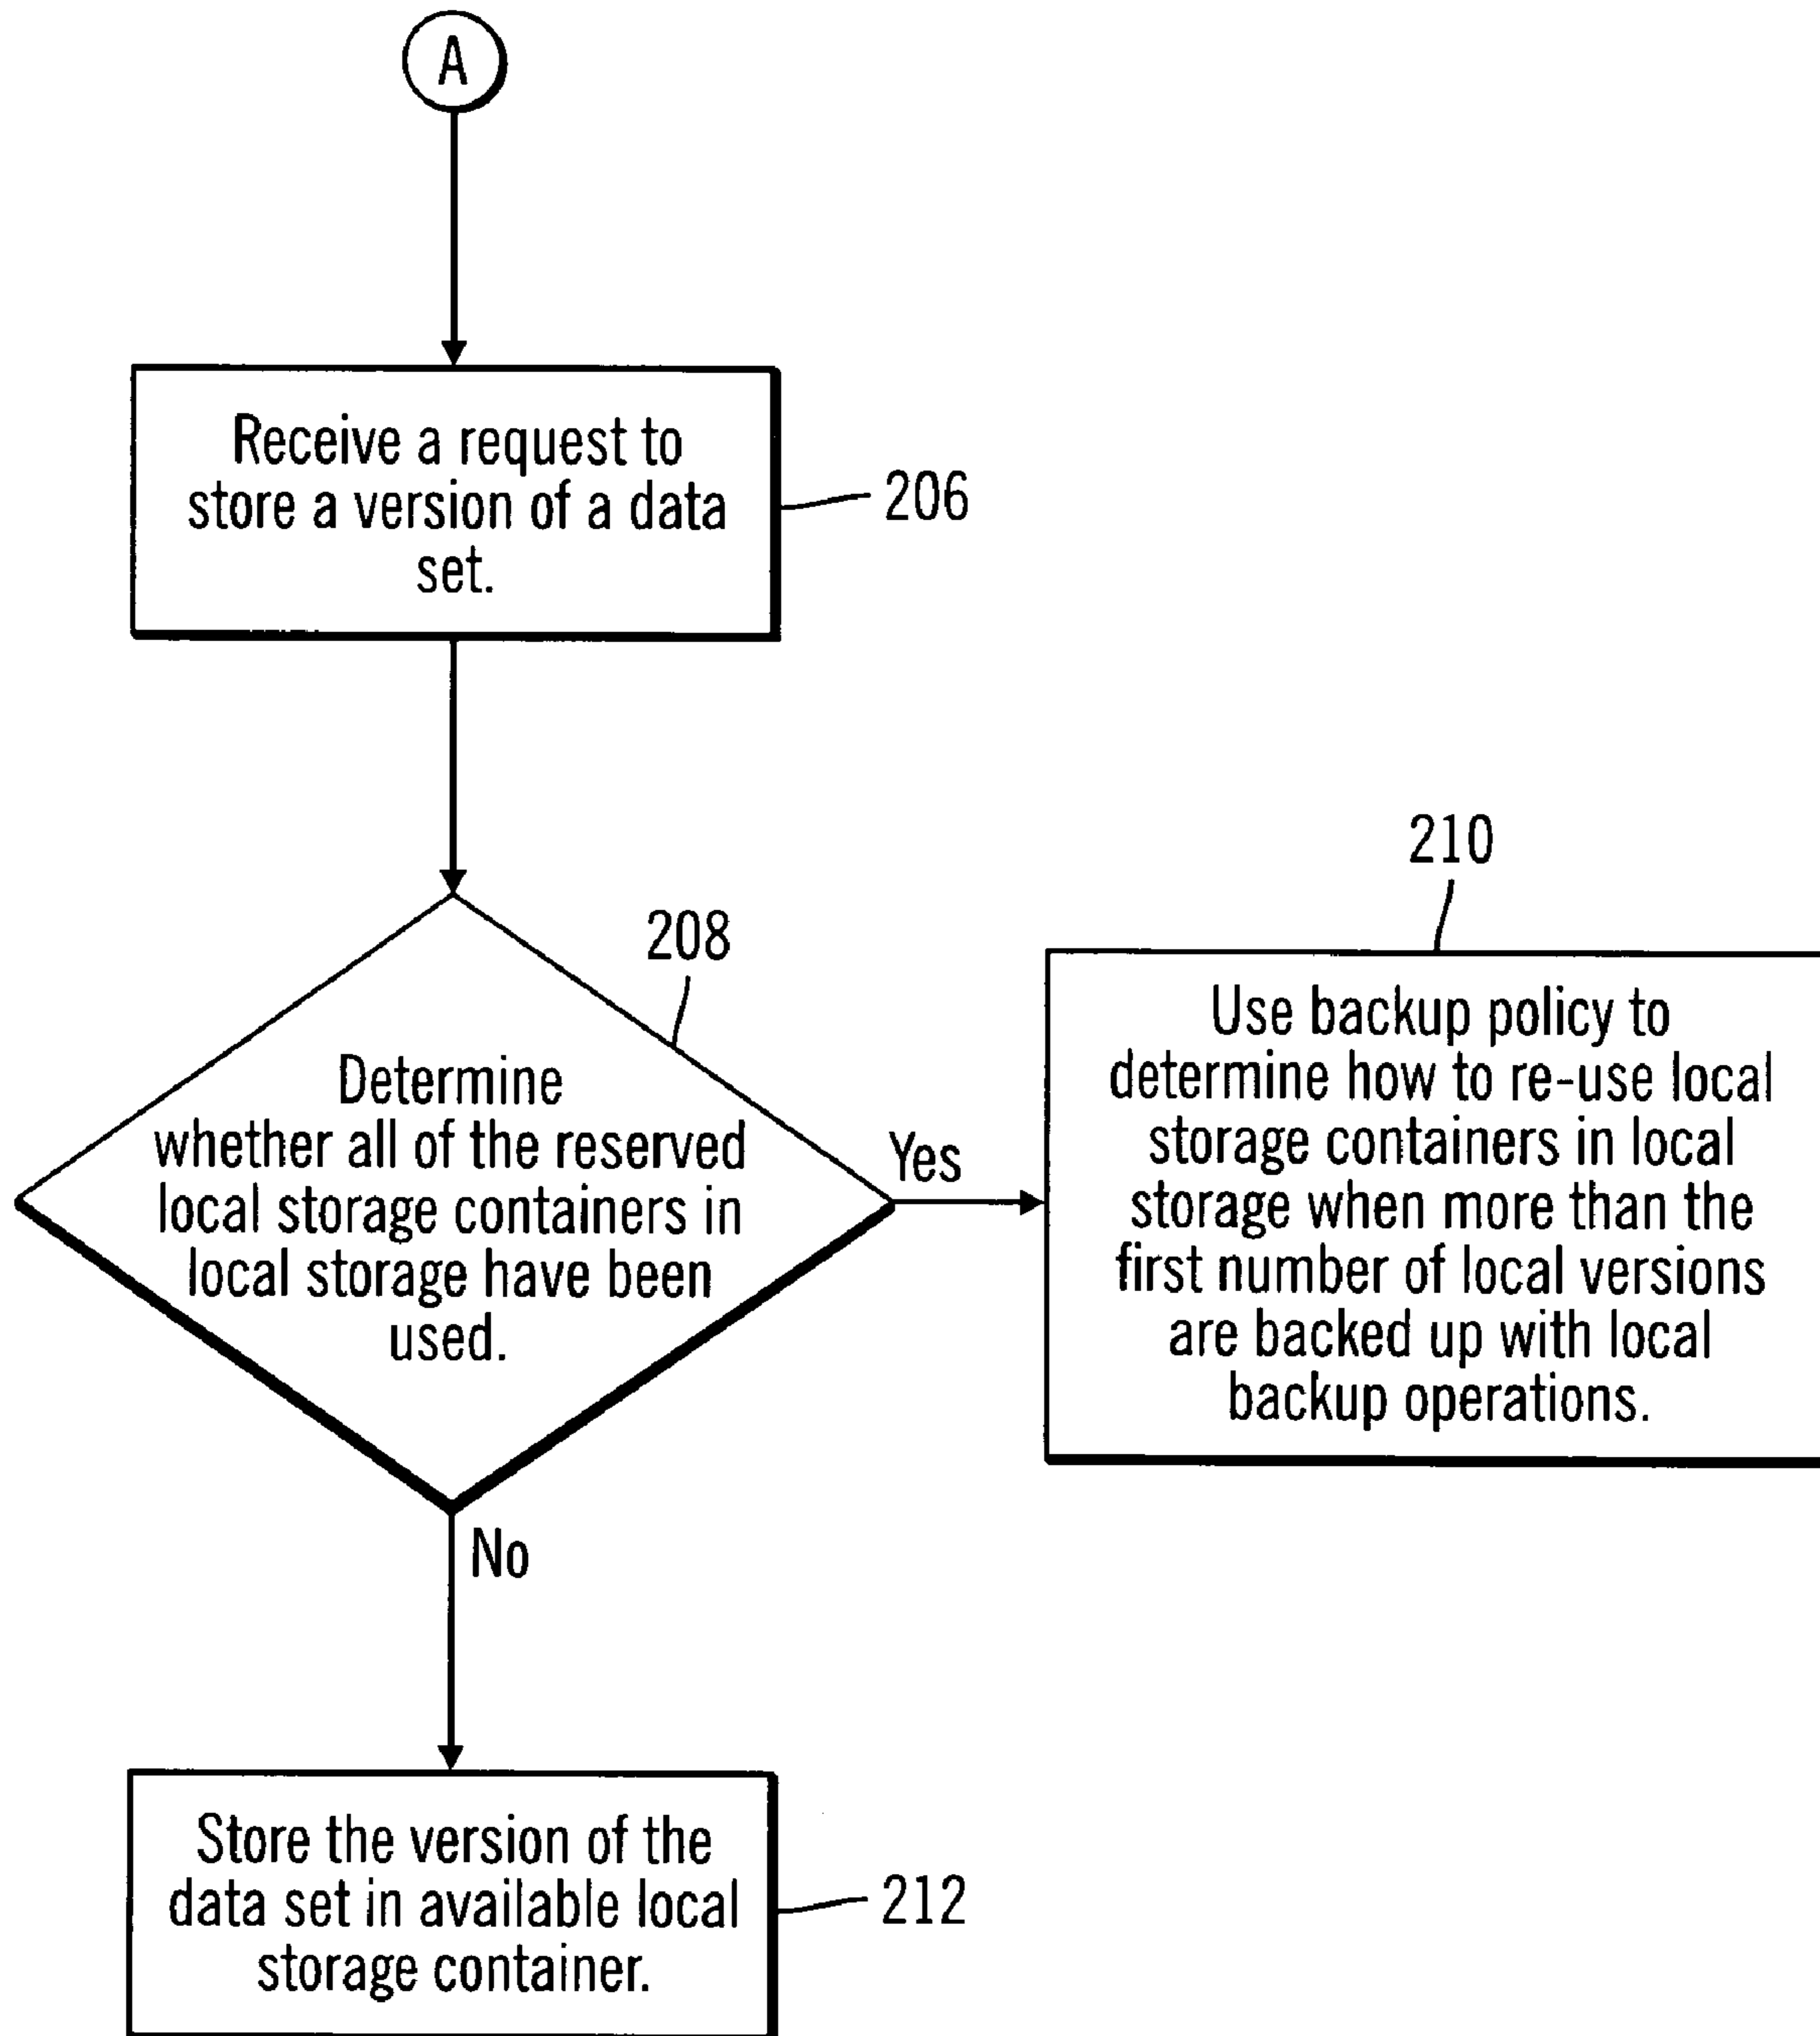 A
Receive a request to
store a version of a data
set.
206
208
Determine
whether all of the reserved
local storage containers in
local storage have been
used.
Yes
210
Use backup policy to
determine how to re-use local
storage containers in local
storage when more than the
first number of local versions
are backed up with local
backup operations.
No
Store the version of the
data set in available local
storage container.
212